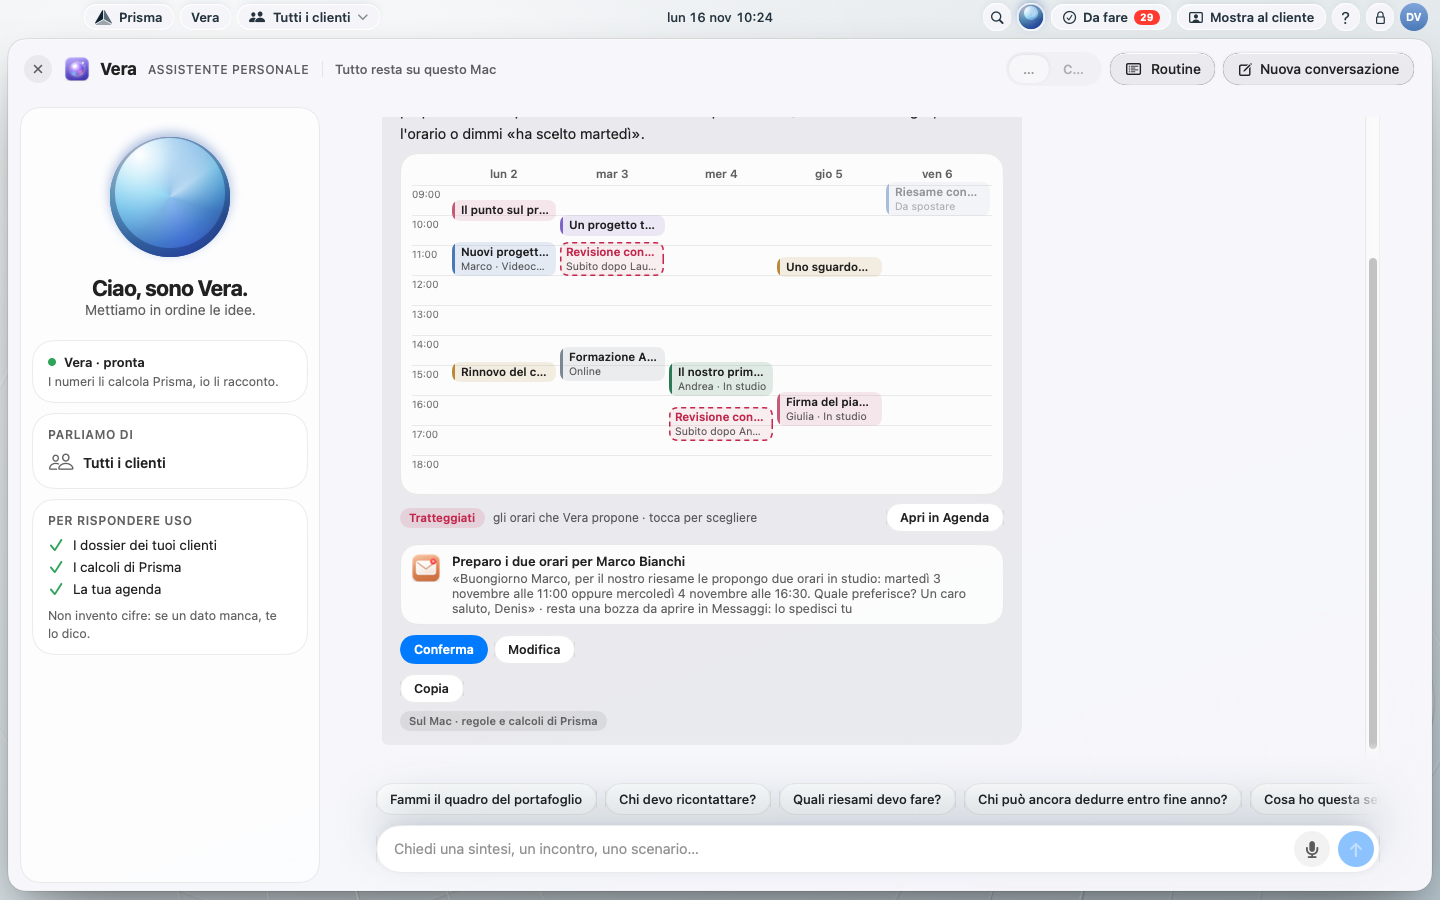 Prisma
Vera
Tutti i clienti
lun 16 nov 10:24
Da fare 29
Mostra al cliente
?
DV
Vera ASSISTENTE PERSONALE
Tutto resta su questo Mac
...
C...
Routine
Nuova conversazione
Ciao, sono Vera.
Mettiamo in ordine le idee.
Vera · pronta
I numeri li calcola Prisma, io li racconto.
PARLIAMO DI
Tutti i clienti
PER RISPONDERE USO
I dossier dei tuoi clienti
I calcoli di Prisma
La tua agenda
Non invento cifre: se un dato manca, te
lo dico.
l'orario o dimmi «ha scelto martedì».
lun 2
mar 3
mer 4
gio 5
ven 6
09:00
10:00
11:00
12:00
13:00
14:00
15:00
16:00
17:00
18:00
Il punto sul pr...
Nuovi progett...
Marco · Videoc...
Rinnovo del c...
Un progetto t...
Revisione con...
Subito dopo Lau...
Formazione A...
Online
Il nostro prim...
Andrea · In studio
Revisione con...
Subito dopo An...
Uno sguardo...
Firma del pia...
Giulia · In studio
Riesame con...
Da spostare
Tratteggiati gli orari che Vera propone · tocca per scegliere
Apri in Agenda
Preparo i due orari per Marco Bianchi
«Buongiorno Marco, per il nostro riesame le propongo due orari in studio: martedì 3
novembre alle 11:00 oppure mercoledì 4 novembre alle 16:30. Quale preferisce? Un caro
saluto, Denis» · resta una bozza da aprire in Messaggi: lo spedisci tu
Conferma
Modifica
Copia
Sul Mac · regole e calcoli di Prisma
Fammi il quadro del portafoglio
Chi devo ricontattare?
Quali riesami devo fare?
Chi può ancora dedurre entro fine anno?
Cosa ho questa se
Chiedi una sintesi, un incontro, uno scenario...